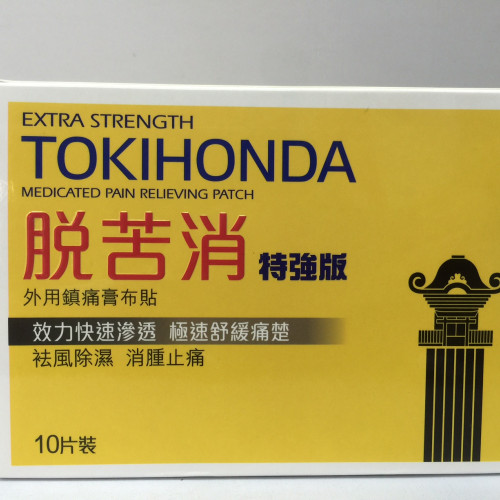 EXTRA STRENGTH
TOKIHONDA
MEDICATED PAIN RELIEVING PATCH
脱苦消 特強版
外用鎮痛膏布貼
效力快速滲透 極速舒緩痛楚
袪風除濕 消腫止痛
10片裝